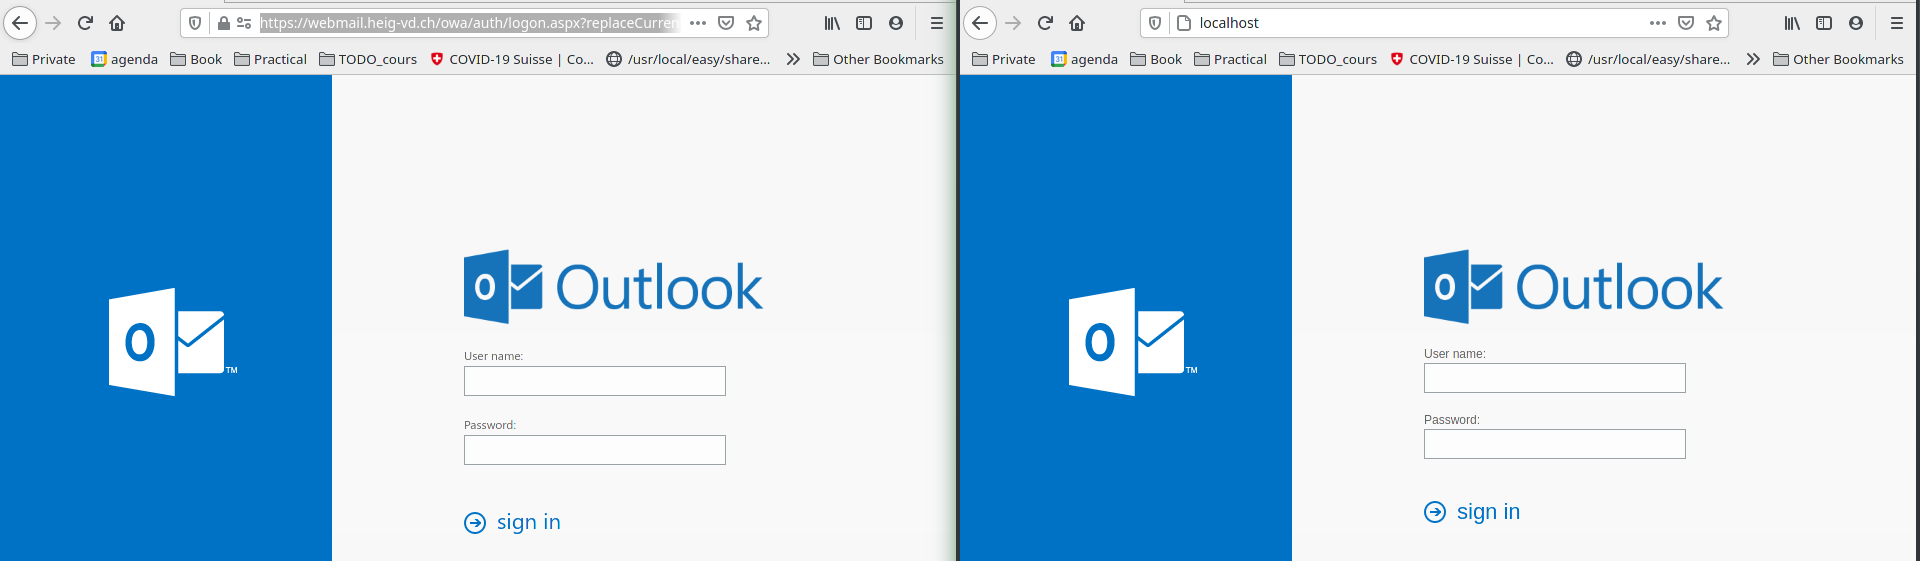 https://webmail.heig-vd.ch/owa/auth/logon.aspx?replaceCurren
Private 31 agenda Book Practical TODO_cours COVID-19 Suisse | Co... /usr/local/easy/share... Other Bookmarks
O Outlook
O TM
User name:
Password:
sign in
localhost
Private 31 agenda Book Practical TODO_cours COVID-19 Suisse | Co... /usr/local/easy/share... Other Bookmarks
O Outlook
O TM
User name:
Password:
sign in